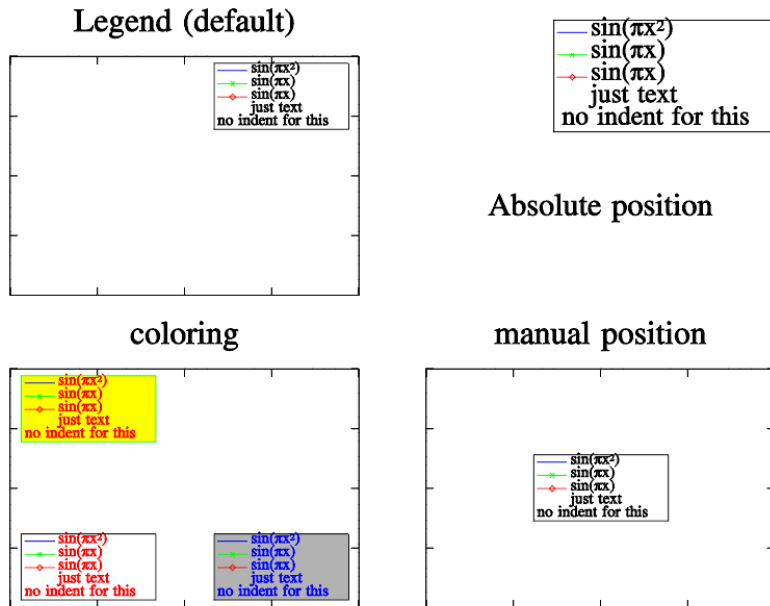 Legend (default)
sin(πx²)
sin(πx)
sin(πx)
just text
no indent for this
sin(πx²)
sin(πx)
sin(πx)
just text
no indent for this
Absolute position
coloring
sin(πx²)
sin(πx)
sin(πx)
just text
no indent for this
sin(πx²)
sin(πx)
sin(πx)
just text
no indent for this
sin(πx²)
sin(πx)
sin(πx)
just text
no indent for this
manual position
sin(πx²)
sin(πx)
sin(πx)
just text
no indent for this